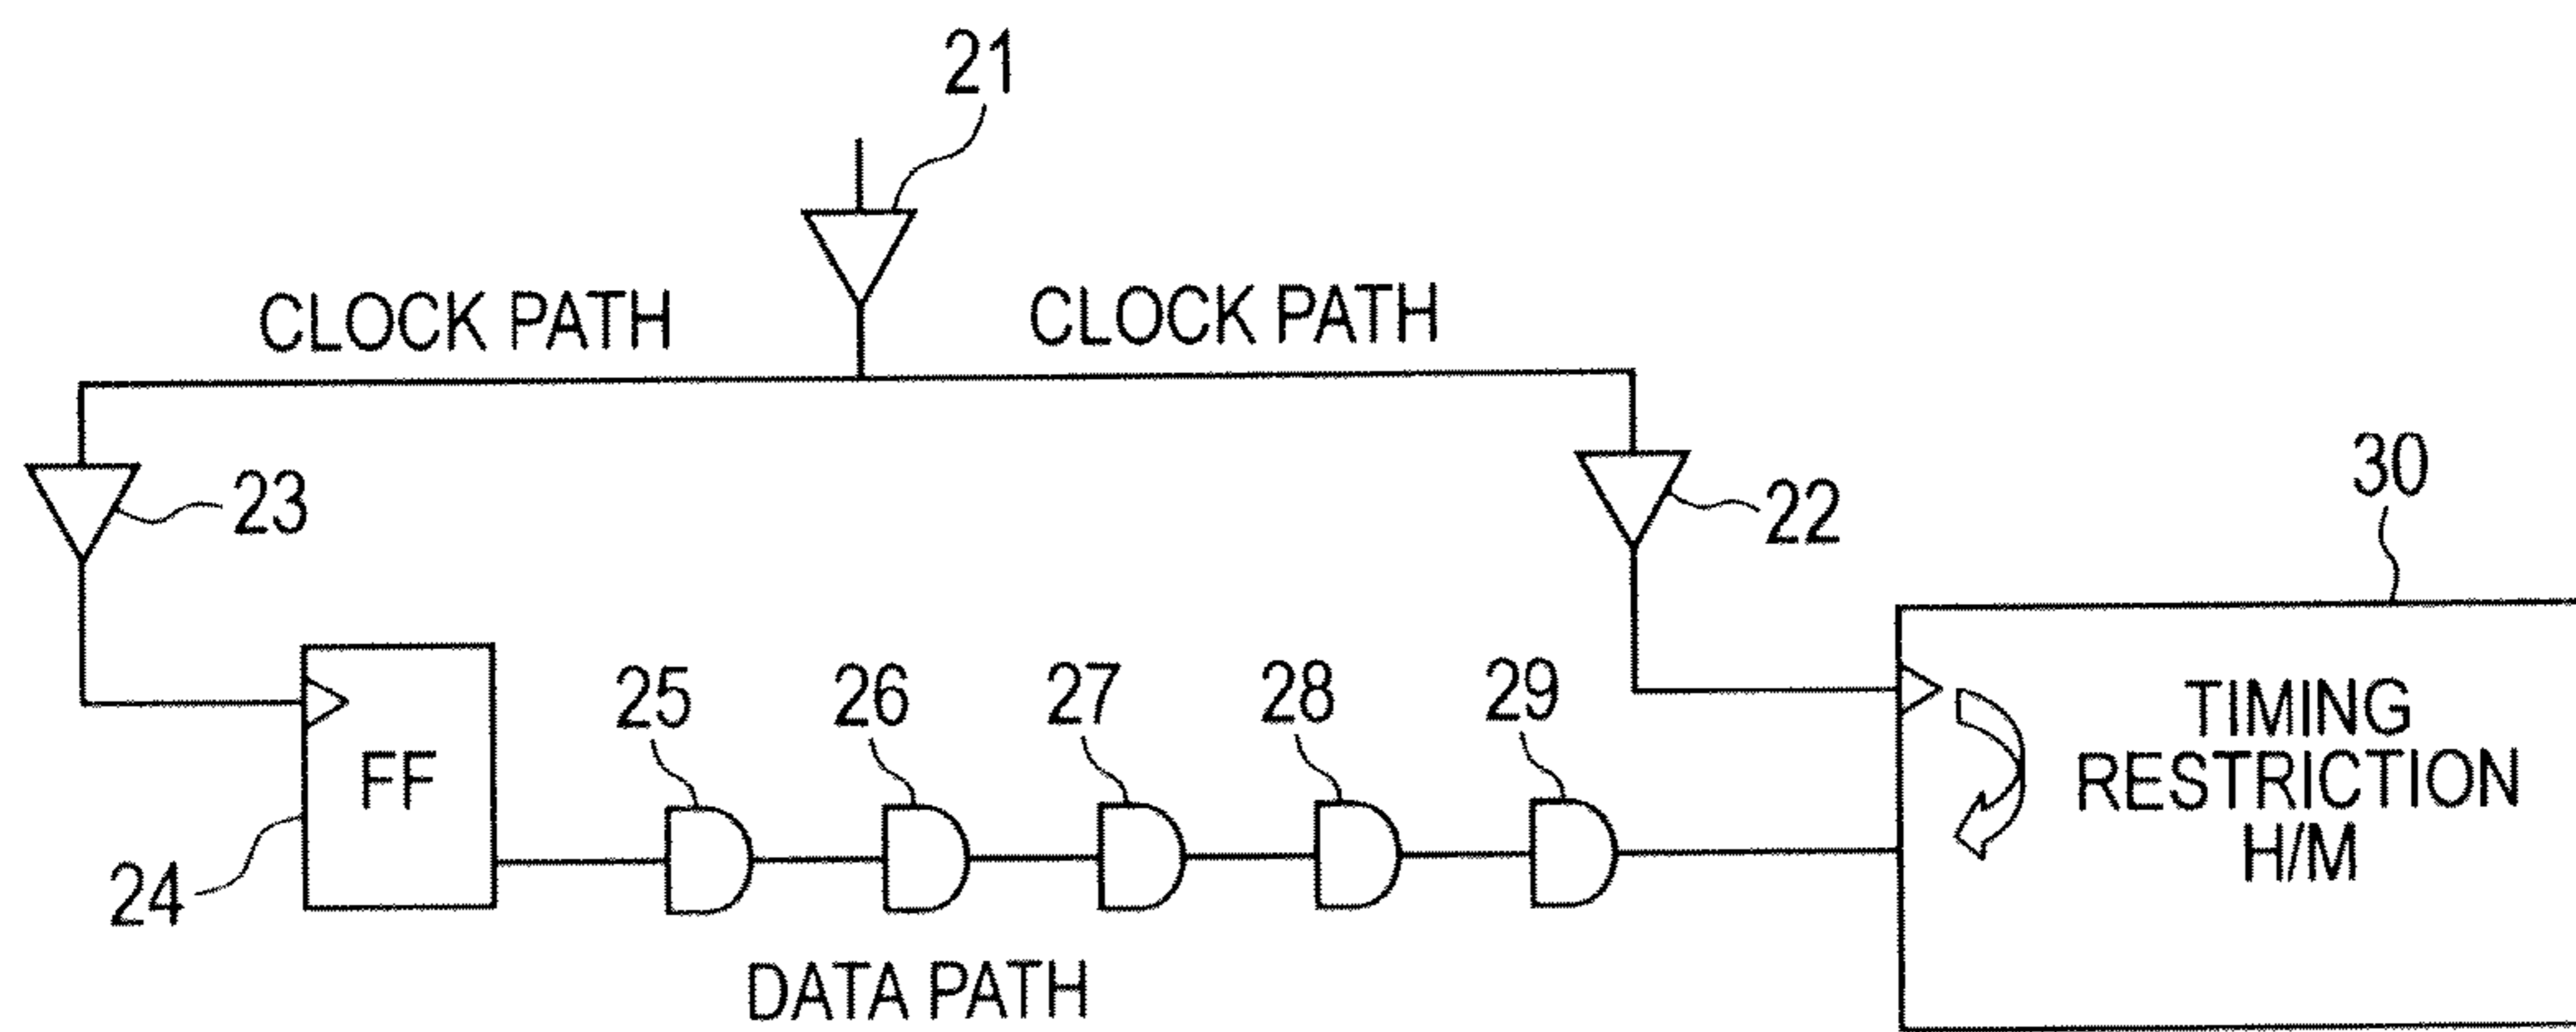 21
CLOCK PATH
CLOCK PATH
23
22
30
24
FF
25
26
27
28
29
TIMING
RESTRICTION
H/M
DATA PATH